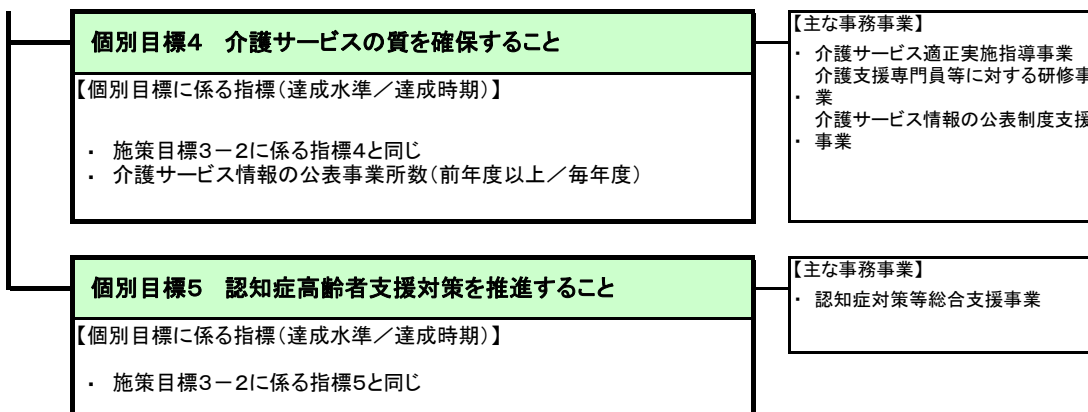 個別目標4　介護サービスの質を確保すること
【個別目標に係る指標（達成水準／達成時期）】
・ 施策目標3－2に係る指標4と同じ
・ 介護サービス情報の公表事業所数（前年度以上／毎年度）
【主な事務事業】
・ 介護サービス適正実施指導事業
介護支援専門員等に対する研修事
・ 業
介護サービス情報の公表制度支援
・ 事業
個別目標5　認知症高齢者支援対策を推進すること
【個別目標に係る指標（達成水準／達成時期）】
・ 施策目標3－2に係る指標5と同じ
【主な事務事業】
・ 認知症対策等総合支援事業